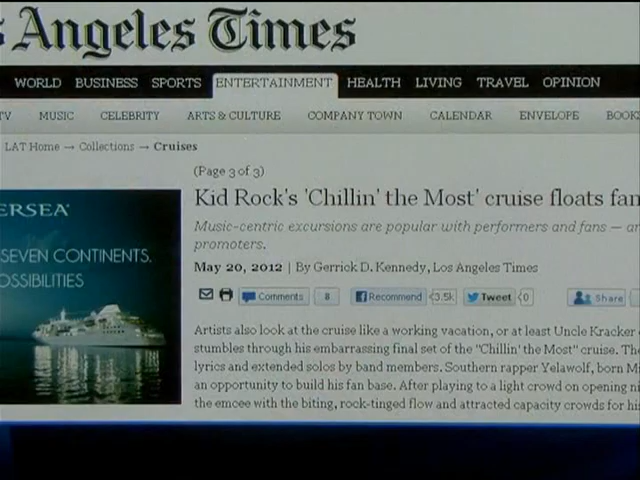 s Angeles Times
WORLD BUSINESS SPORTS ENTERTAINMENT HEALTH LIVING TRAVEL OPINION
TV MUSIC CELEBRITY ARTS & CULTURE COMPANY TOWN CALENDAR ENVELOPE BOOKS
LAT Home → Collections → Cruises
(Page 3 of 3)
Kid Rock's 'Chillin' the Most' cruise floats fan
Music-centric excursions are popular with performers and fans — an
promoters.
May 20, 2012 | By Gerrick D. Kennedy, Los Angeles Times
Comments 8 Recommend 3.5k Tweet 0 Share
ERSEA
SEVEN CONTINENTS.
OSSIBILITIES
Artists also look at the cruise like a working vacation, or at least Uncle Kracker
stumbles through his embarrassing final set of the "Chillin' the Most" cruise. The
lyrics and extended solos by band members. Southern rapper Yelawolf, born Mi
an opportunity to build his fan base. After playing to a light crowd on opening ni
the emcee with the biting, rock-tinged flow and attracted capacity crowds for his